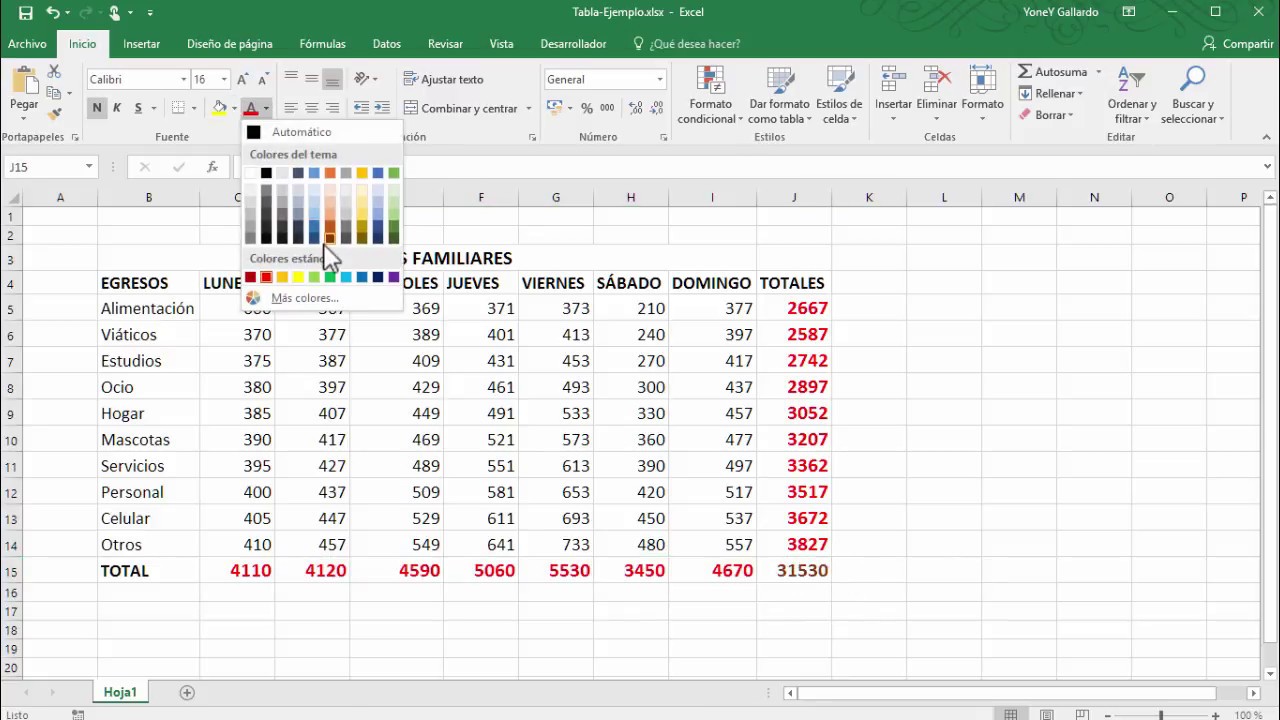 Tabla-Ejemplo.xlsx - Excel
YoneY Gallardo
Archivo Inicio Insertar Diseño de página Fórmulas Datos Revisar Vista Desarrollador ¿Qué desea hacer? Compartir
Calibri 16 Ajustar texto General Autosuma
Pegar Formato condicional Dar formato como tabla Estilos de celda Insertar Eliminar Formato Rellenar Ordenar y filtrar Buscar y seleccionar
N K S A Combinar y centrar % 000 Borrar
Portapapeles Fuente ción Número Estilos Celdas Editar
Automático
Colores del tema
J15 fx
A B C F G H I J K L M N O P
1
2
Colores están
3 S FAMILIARES
4 EGRESOS LUNE OLES JUEVES VIERNES SÁBADO DOMINGO TOTALES
Más colores...
5 Alimentación 369 371 373 210 377 2667
6 Viáticos 370 377 389 401 413 240 397 2587
7 Estudios 375 387 409 431 453 270 417 2742
8 Ocio 380 397 429 461 493 300 437 2897
9 Hogar 385 407 449 491 533 330 457 3052
10 Mascotas 390 417 469 521 573 360 477 3207
11 Servicios 395 427 489 551 613 390 497 3362
12 Personal 400 437 509 581 653 420 517 3517
13 Celular 405 447 529 611 693 450 537 3672
14 Otros 410 457 549 641 733 480 557 3827
15 TOTAL 4110 4120 4590 5060 5530 3450 4670 31530
16
17
18
19
20
Hoja1
Listo 100 %